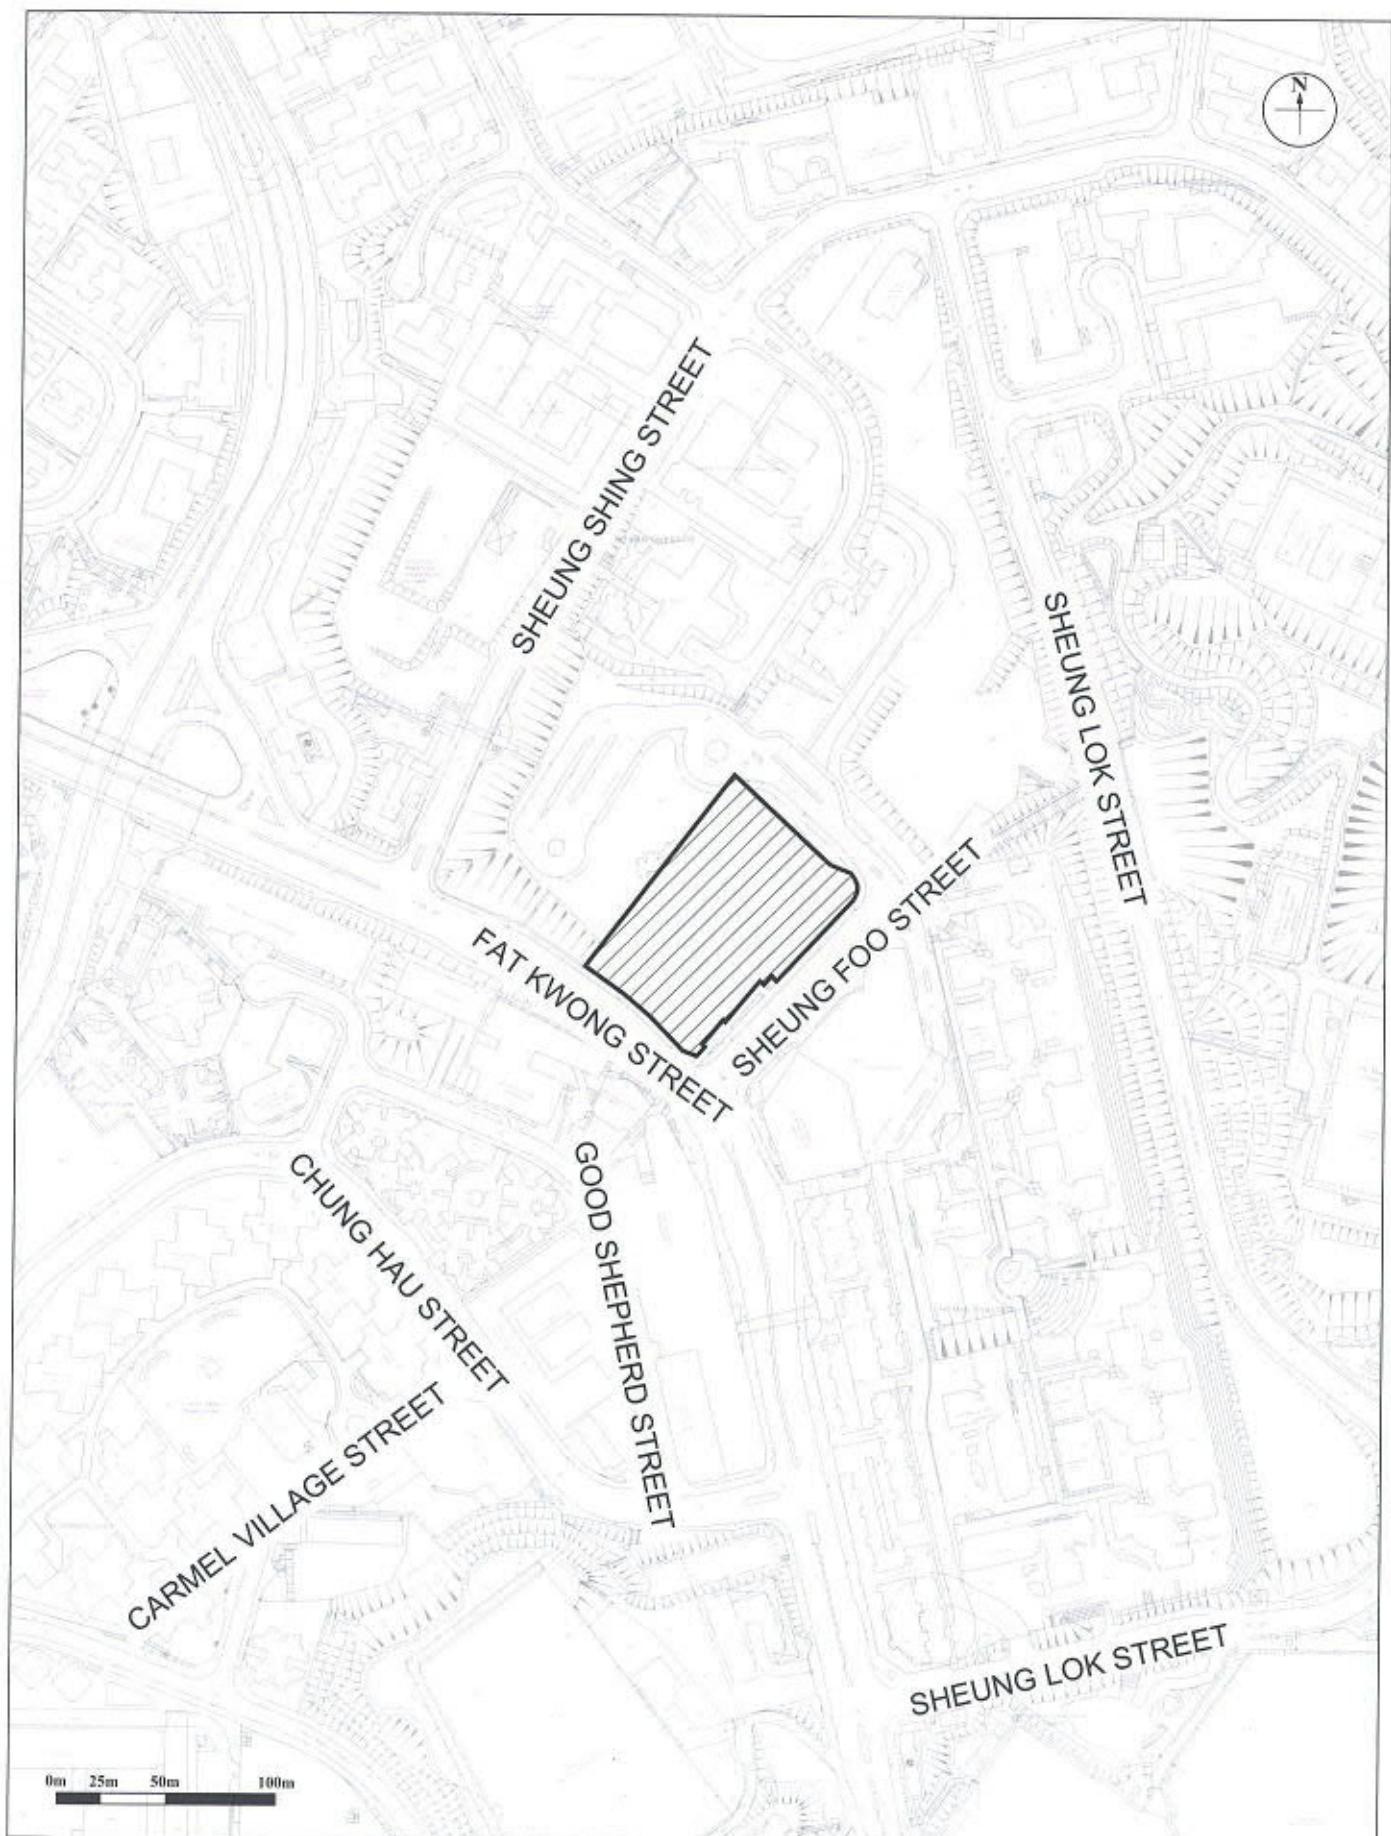 N
SHEUNG SHING STREET
SHEUNG LOK STREET
SHEUNG FOO STREET
FAT KWONG STREET
GOOD SHEPHERD STREET
CHUNG HAU STREET
CARMEL VILLAGE STREET
SHEUNG LOK STREET
0m 25m 50m 100m